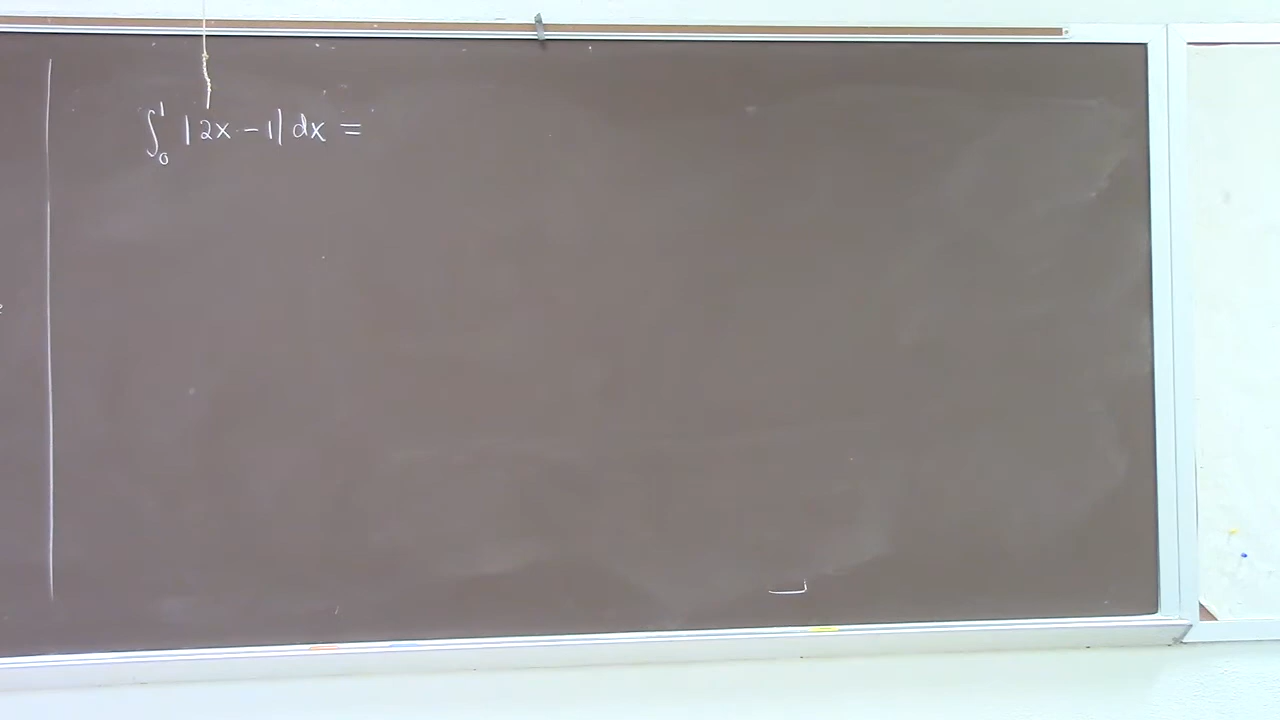 ∫₀¹ |2x - 1| dx =